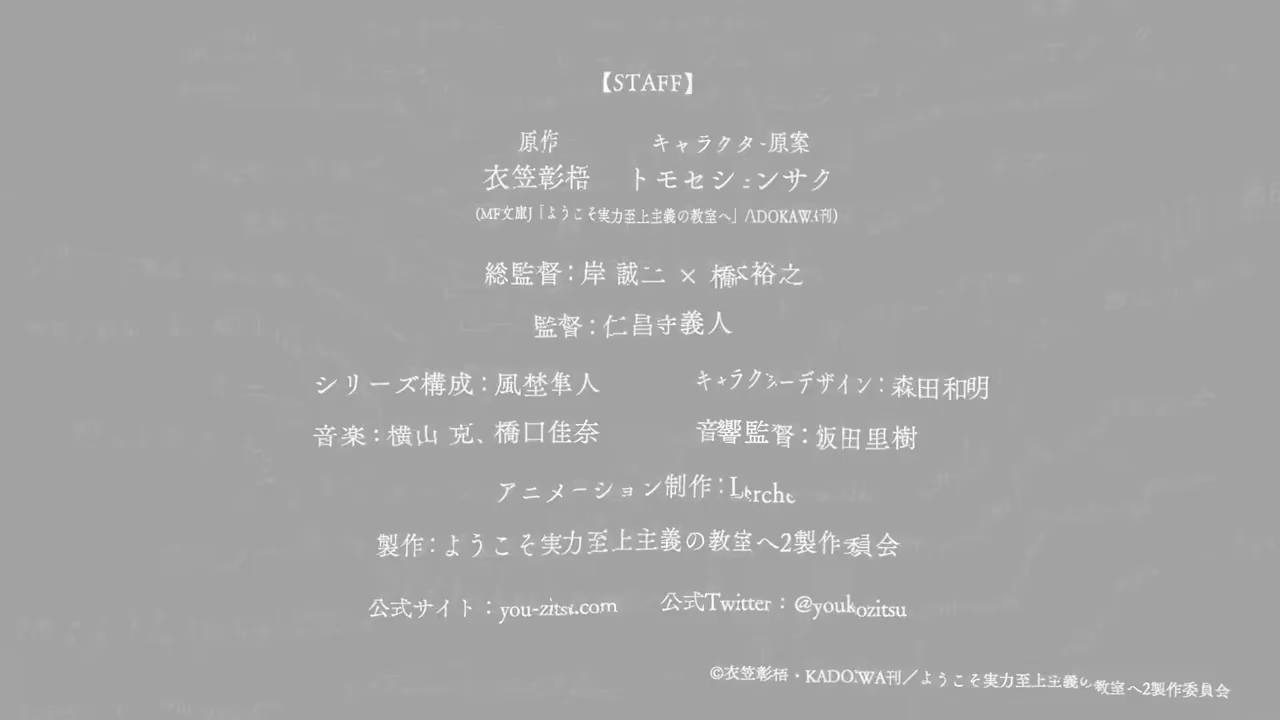 【STAFF】
原作 キャラクター原案
衣笠彰梧 トモセシュンサク
(MF文庫J「ようこそ実力至上主義の教室へ」/KADOKAWA刊)
総監督:岸 誠二 × 橋本裕之
監督:仁昌寺義人
シリーズ構成:風埜隼人 キャラクターデザイン:森田和明
音楽:横山 克、橋口佳奈 音響監督:飯田里樹
アニメーション制作:Lerche
製作:ようこそ実力至上主義の教室へ2製作委員会
公式サイト:you-zitsu.com 公式Twitter:@youkozitsu
©衣笠彰梧・KADOKAWA刊/ようこそ実力至上主義の教室へ2製作委員会